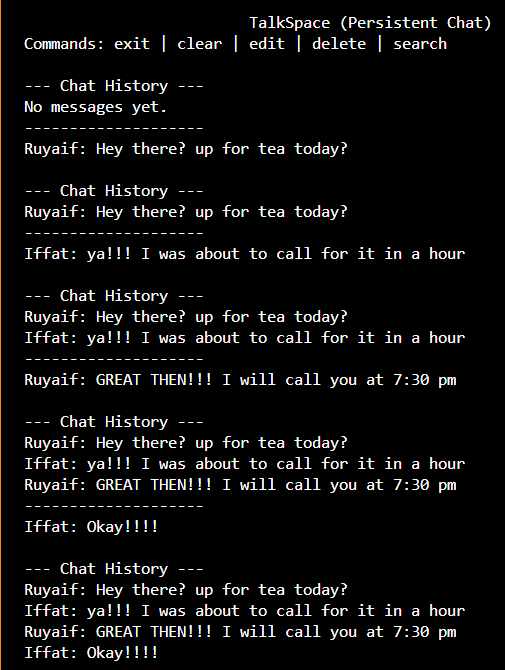 TalkSpace (Persistent Chat)
Commands: exit | clear | edit | delete | search
--- Chat History ---
No messages yet.
--------------------
Ruyaif: Hey there? up for tea today?
--- Chat History ---
Ruyaif: Hey there? up for tea today?
--------------------
Iffat: ya!!! I was about to call for it in a hour
--- Chat History ---
Ruyaif: Hey there? up for tea today?
Iffat: ya!!! I was about to call for it in a hour
--------------------
Ruyaif: GREAT THEN!!! I will call you at 7:30 pm
--- Chat History ---
Ruyaif: Hey there? up for tea today?
Iffat: ya!!! I was about to call for it in a hour
Ruyaif: GREAT THEN!!! I will call you at 7:30 pm
--------------------
Iffat: Okay!!!!
--- Chat History ---
Ruyaif: Hey there? up for tea today?
Iffat: ya!!! I was about to call for it in a hour
Ruyaif: GREAT THEN!!! I will call you at 7:30 pm
Iffat: Okay!!!!